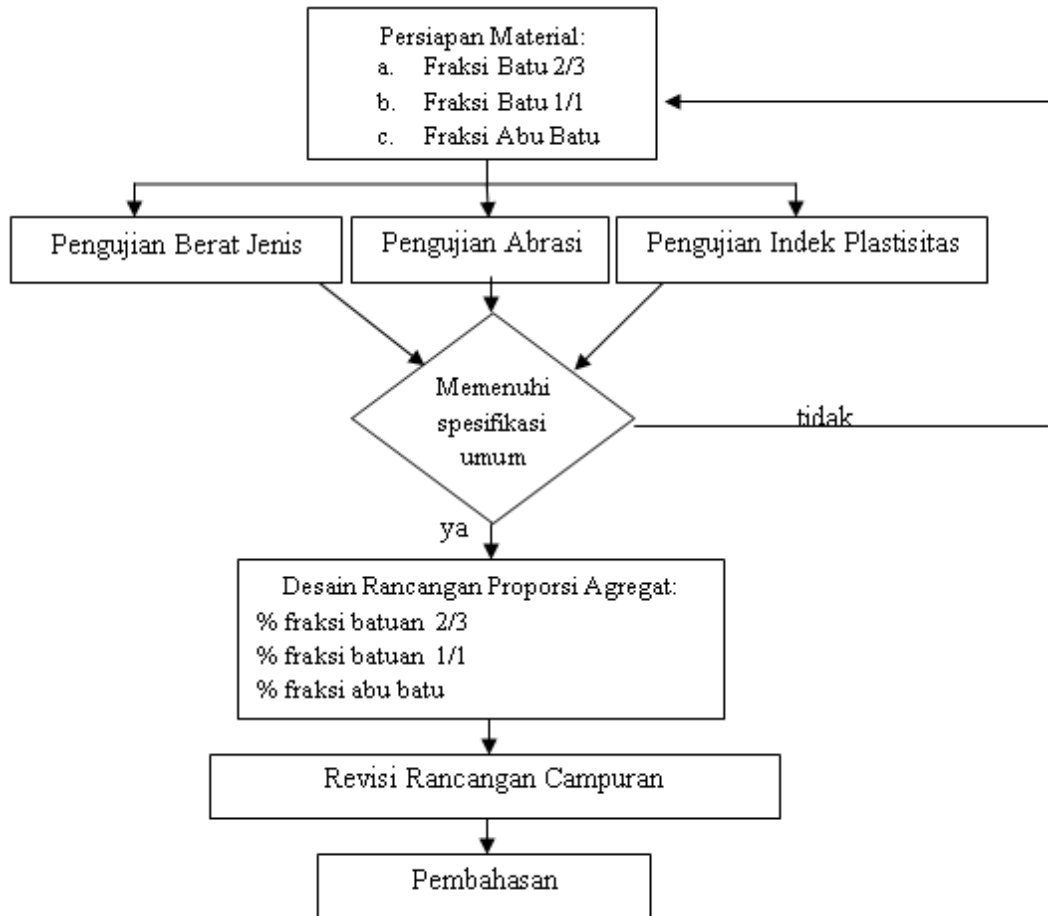 Persiapan Material:
a. Fraksi Batu 2/3
b. Fraksi Batu 1/1
c. Fraksi Abu Batu
Pengujian Berat Jenis
Pengujian Abrasi
Pengujian Indek Plastisitas
Memenuhi
spesifikasi
umum
tidak
ya
Desain Rancangan Proporsi Agregat:
% fraksi batuan 2/3
% fraksi batuan 1/1
% fraksi abu batu
Revisi Rancangan Campuran
Pembahasan